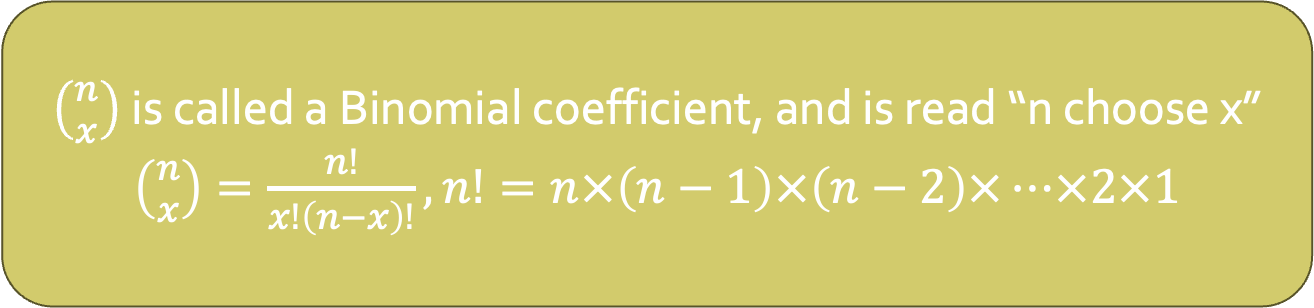 (n x) is called a Binomial coefficient, and is read “n choose x”
(n x) = n!/x!(n−x)!, n! = n×(n − 1)×(n − 2)× ⋯×2×1